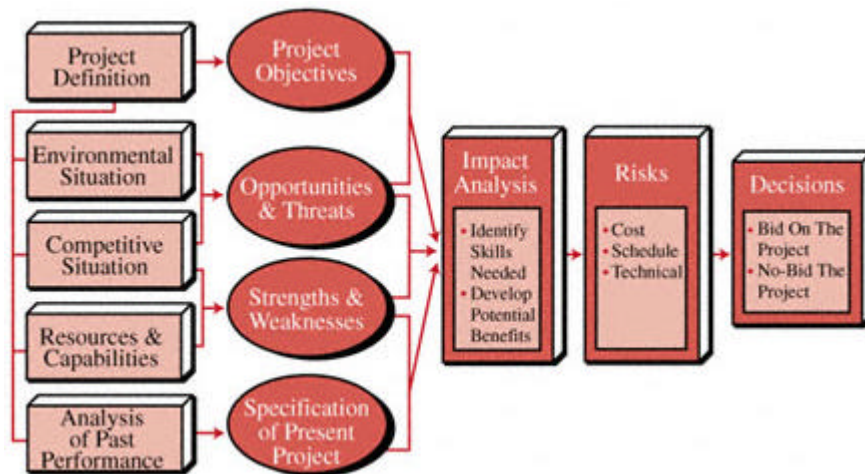 Project
Definition
Project
Objectives
Environmental
Situation
Opportunities
& Threats
Competitive
Situation
Strengths &
Weaknesses
Resources &
Capabilities
Analysis
of Past
Performance
Specification
of Present
Project
Impact
Analysis
• Identify
Skills
Needed
• Develop
Potential
Benefits
Risks
• Cost
• Schedule
• Technical
Decisions
• Bid On The
Project
• No-Bid The
Project